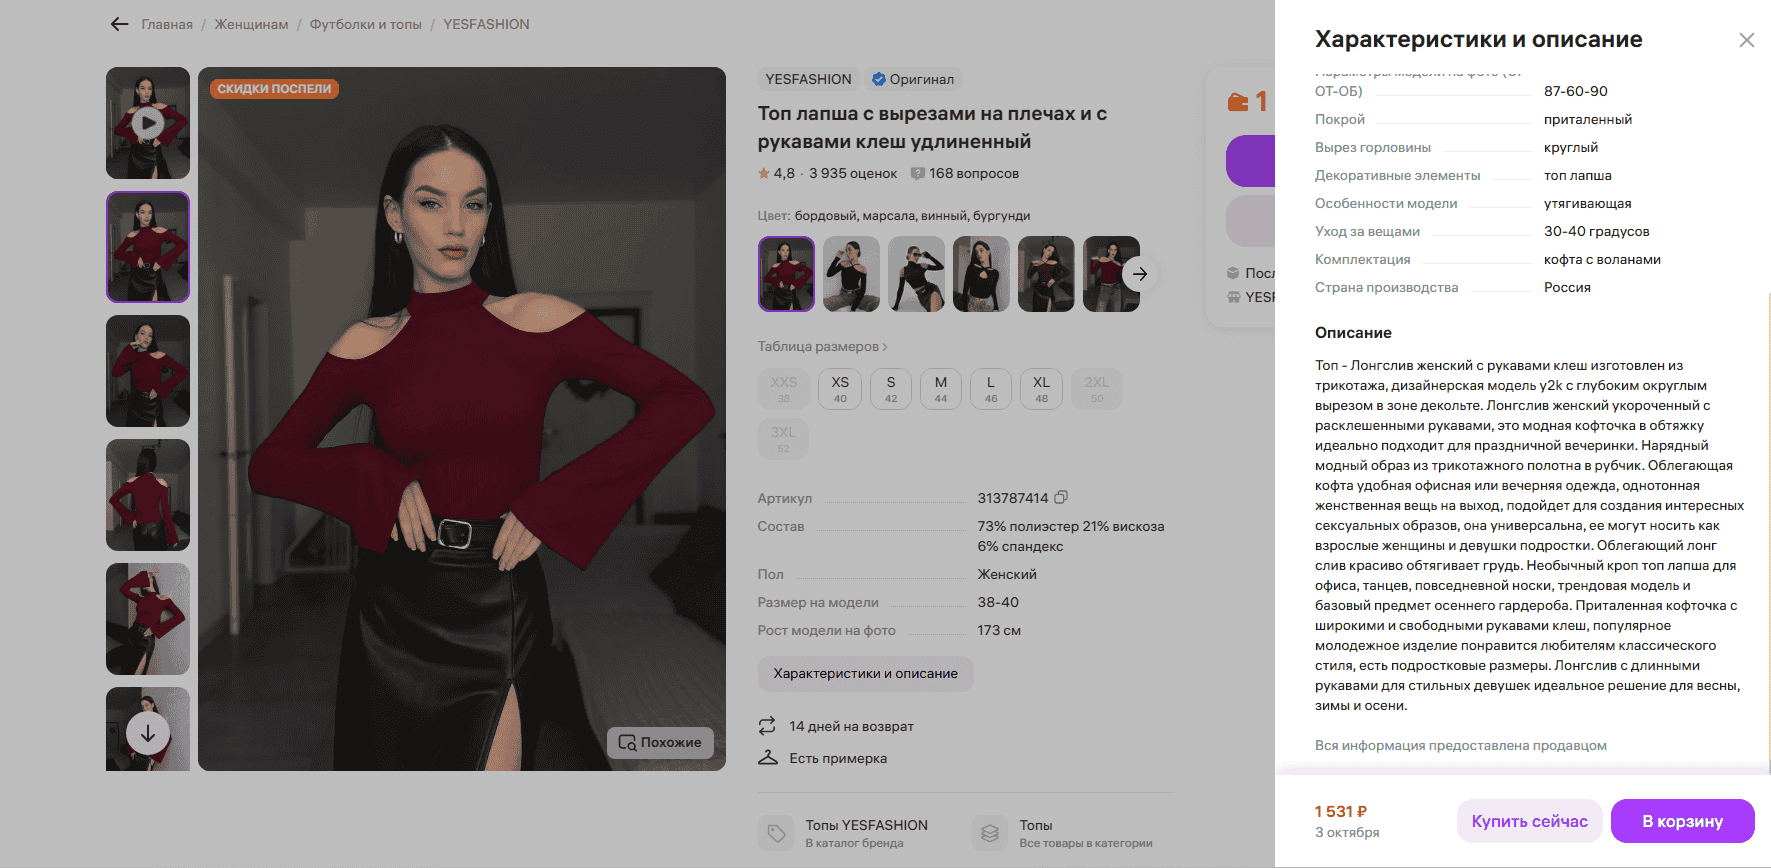 Главная / Женщинам / Футболки и топы / YESFASHION
СКИДКИ ПОСПЕЛИ
Похожие
YESFASHION
Оригинал
Топ лапша с вырезами на плечах и с
рукавами клеш удлиненный
4,8 · 3 935 оценок
168 вопросов
Цвет: бордовый, марсала, винный, бургунди
Таблица размеров
XXS
38
XS
40
S
42
M
44
L
46
XL
48
2XL
50
3XL
52
Артикул 313787414
Состав 73% полиэстер 21% вискоза
6% спандекс
Пол Женский
Размер на модели 38-40
Рост модели на фото 173 см
Характеристики и описание
14 дней на возврат
Есть примерка
Топы YESFASHION
В каталог бренда
Топы
Все товары в категории
1
Характеристики и описание
ОТ-ОБ) 87-60-90
Покрой приталенный
Вырез горловины круглый
Декоративные элементы топ лапша
Особенности модели утягивающая
Уход за вещами 30-40 градусов
Комплектация кофта с воланами
Страна производства Россия
Описание
Топ - Лонгслив женский с рукавами клеш изготовлен из
трикотажа, дизайнерская модель y2k с глубоким округлым
вырезом в зоне декольте. Лонгслив женский укороченный с
расклешенными рукавами, это модная кофточка в обтяжку
идеально подходит для праздничной вечеринки. Нарядный
модный образ из трикотажного полотна в рубчик. Облегающая
кофта удобная офисная или вечерняя одежда, однотонная
женственная вещь на выход, подойдет для создания интересных
сексуальных образов, она универсальна, ее могут носить как
взрослые женщины и девушки подростки. Облегающий лонг
слив красиво обтягивает грудь. Необычный кроп топ лапша для
офиса, танцев, повседневной носки, трендовая модель и
базовый предмет осеннего гардероба. Приталенная кофточка с
широкими и свободными рукавами клеш, популярное
молодежное изделие понравится любителям классического
стиля, есть подростковые размеры. Лонгслив с длинными
рукавами для стильных девушек идеальное решение для весны,
зимы и осени.
Вся информация предоставлена продавцом
1 531 ₽
3 октября
Купить сейчас
В корзину